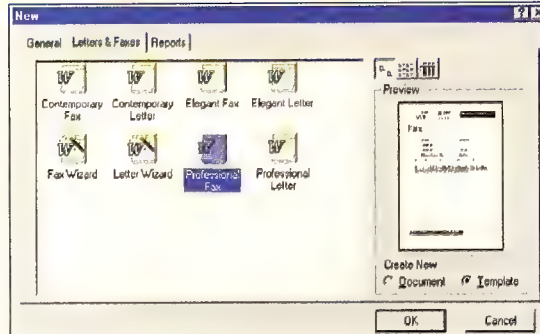 New
General Letters & Faxes Reports
Contemporary Fax
Contemporary Letter
Elegant Fax
Elegant Letter
Fax Wizard
Letter Wizard
Professional Fax
Professional Letter
Preview
Create New
Document Template
OK Cancel